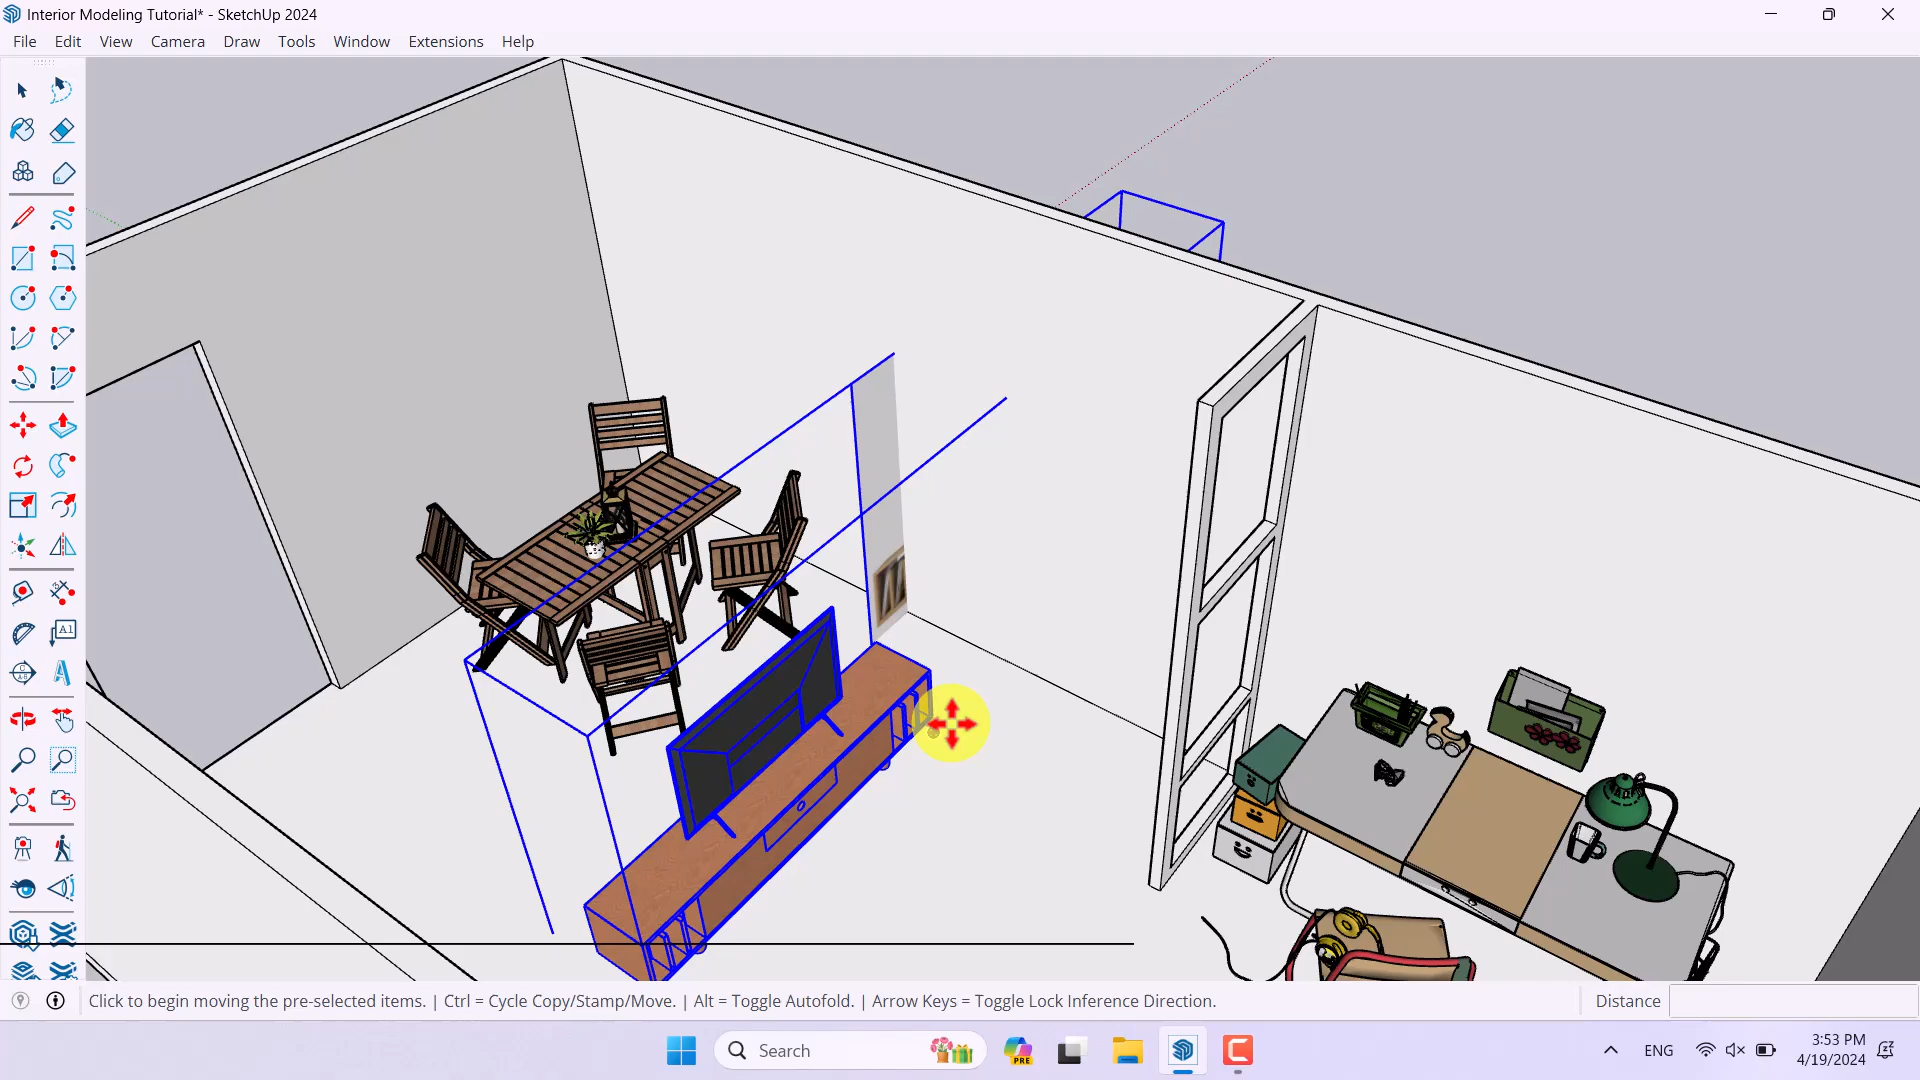 Interior Modeling Tutorial* - SketchUp 2024
File Edit View Camera Draw Tools Window Extensions Help
A1
Click to begin moving the pre-selected items. | Ctrl = Cycle Copy/Stamp/Move. | Alt = Toggle Autofold. | Arrow Keys = Toggle Lock Inference Direction.
Distance
Search
PRE
ENG
3:53 PM
4/19/2024